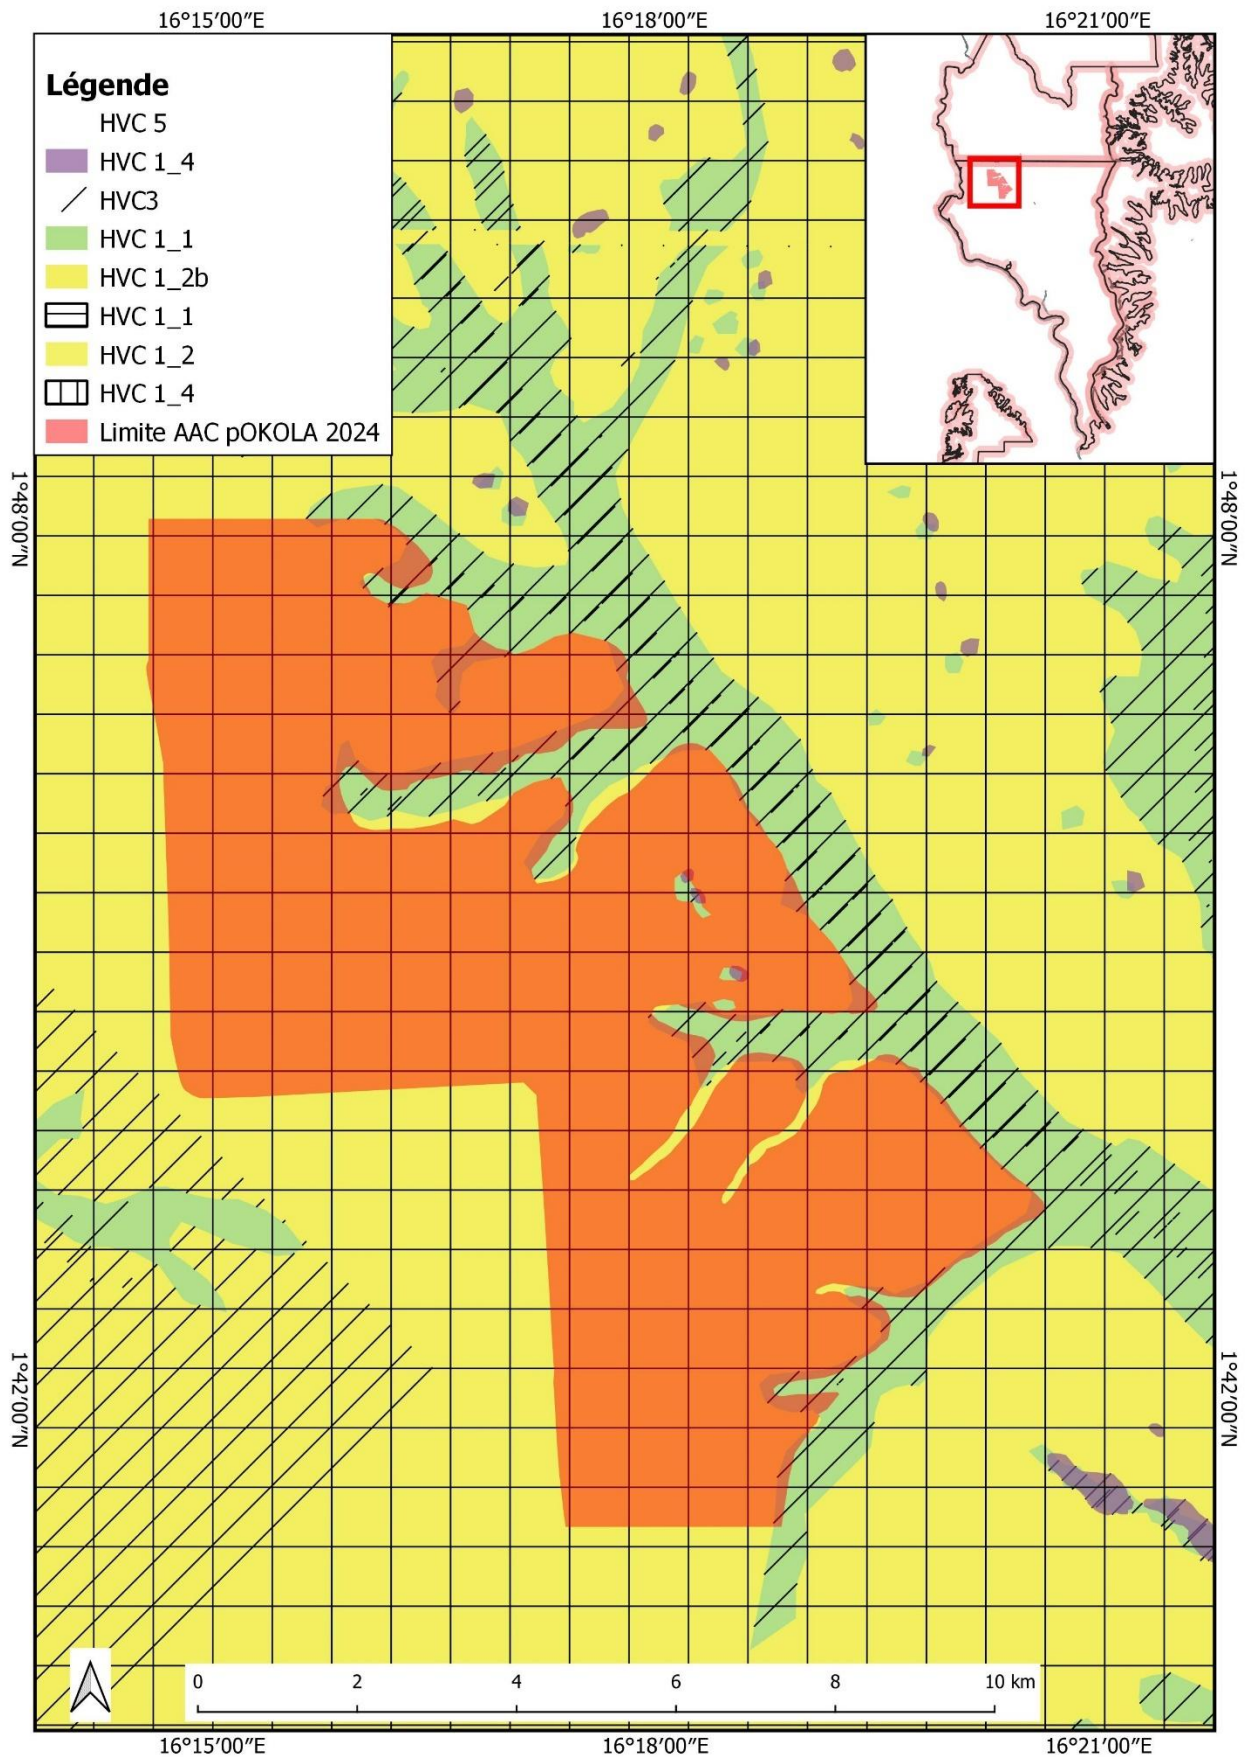 16°15′00″E 16°18′00″E 16°21′00″E
Légende
HVC 5
HVC 1_4
HVC3
HVC 1_1
HVC 1_2b
HVC 1_1
HVC 1_2
HVC 1_4
Limite AAC pOKOLA 2024
1°48′00″N 1°48′00″N
1°42′00″N 1°42′00″N
0 2 4 6 8 10 km
16°15′00″E 16°18′00″E 16°21′00″E